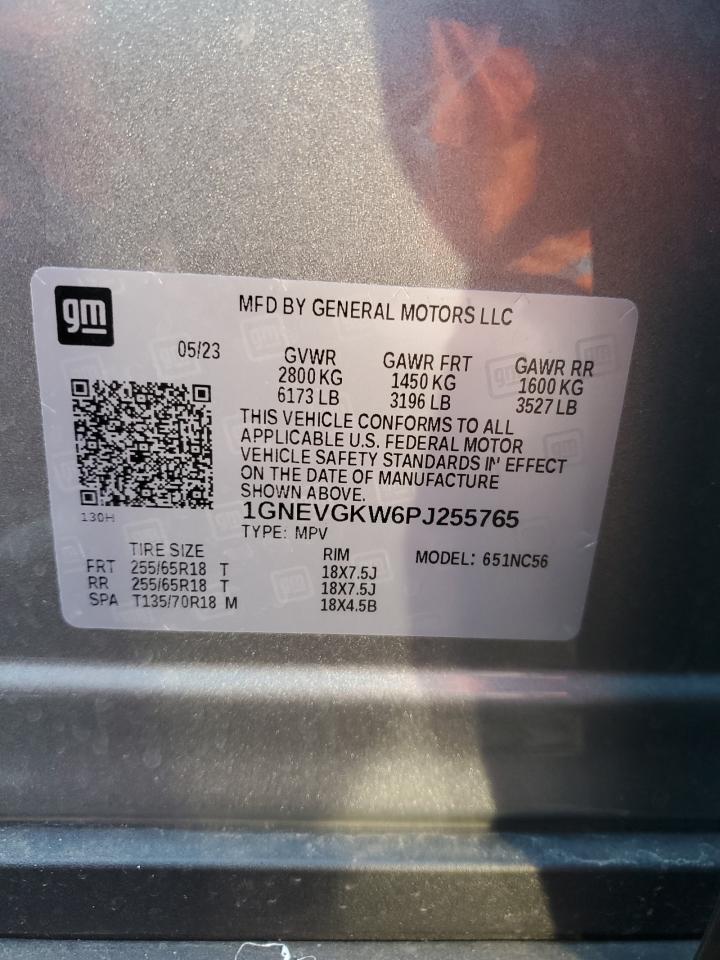 gm
MFD BY GENERAL MOTORS LLC
05/23
GVWR GAWR FRT GAWR RR
2800 KG 1450 KG 1600 KG
6173 LB 3196 LB 3527 LB
THIS VEHICLE CONFORMS TO ALL
APPLICABLE U.S. FEDERAL MOTOR
VEHICLE SAFETY STANDARDS IN EFFECT
ON THE DATE OF MANUFACTURE
SHOWN ABOVE.
130H
1GNEVGKW6PJ255765
TYPE: MPV
TIRE SIZE RIM MODEL: 651NC56
FRT 255/65R18 T 18X7.5J
RR 255/65R18 T 18X7.5J
SPA T135/70R18 M 18X4.5B